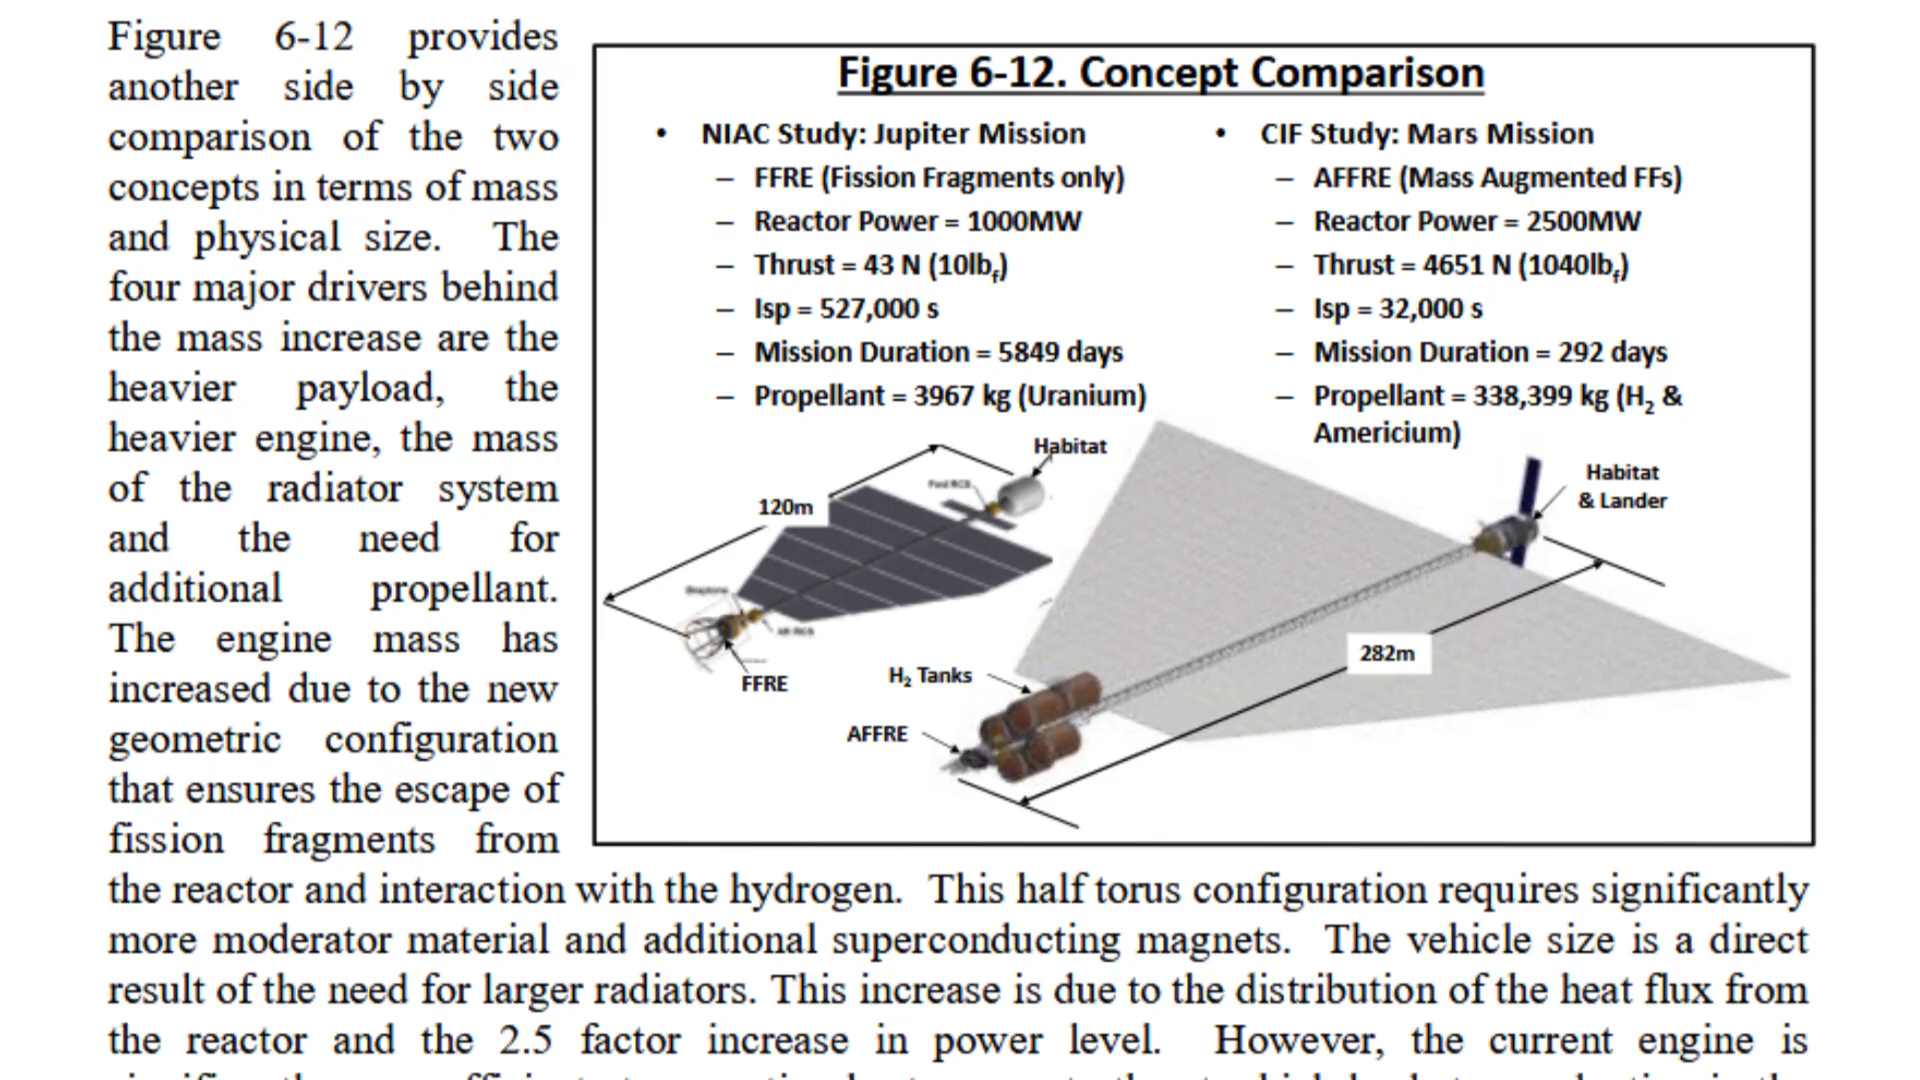 Figure 6-12 provides
another side by side
comparison of the two
concepts in terms of mass
and physical size. The
four major drivers behind
the mass increase are the
heavier payload, the
heavier engine, the mass
of the radiator system
and the need for
additional propellant.
The engine mass has
increased due to the new
geometric configuration
that ensures the escape of
fission fragments from
the reactor and interaction with the hydrogen. This half torus configuration requires significantly
more moderator material and additional superconducting magnets. The vehicle size is a direct
result of the need for larger radiators. This increase is due to the distribution of the heat flux from
the reactor and the 2.5 factor increase in power level. However, the current engine is
Figure 6-12. Concept Comparison
• NIAC Study: Jupiter Mission
– FFRE (Fission Fragments only)
– Reactor Power = 1000MW
– Thrust = 43 N (10lbf)
– Isp = 527,000 s
– Mission Duration = 5849 days
– Propellant = 3967 kg (Uranium)
• CIF Study: Mars Mission
– AFFRE (Mass Augmented FFs)
– Reactor Power = 2500MW
– Thrust = 4651 N (1040lbf)
– Isp = 32,000 s
– Mission Duration = 292 days
– Propellant = 338,399 kg (H2 &
Americium)
Habitat
120m
FFRE
Habitat
& Lander
282m
H2 Tanks
AFFRE